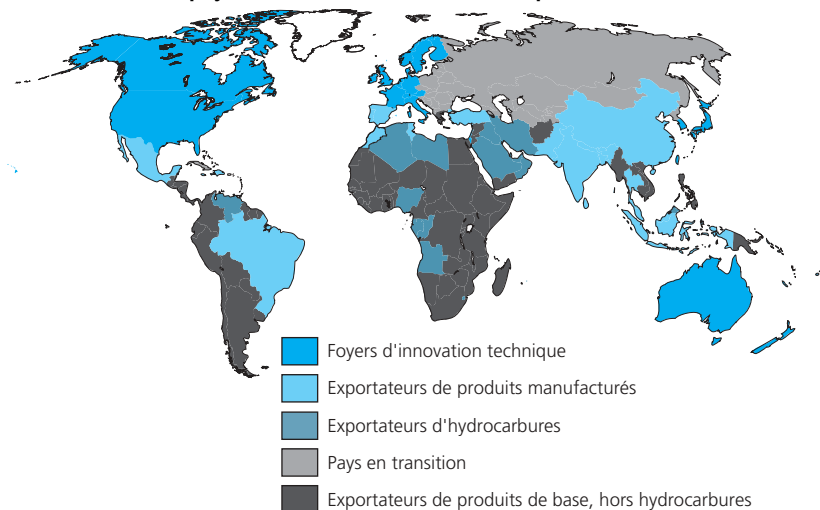 Foyers d'innovation technique
Exportateurs de produits manufacturés
Exportateurs d'hydrocarbures
Pays en transition
Exportateurs de produits de base, hors hydrocarbures